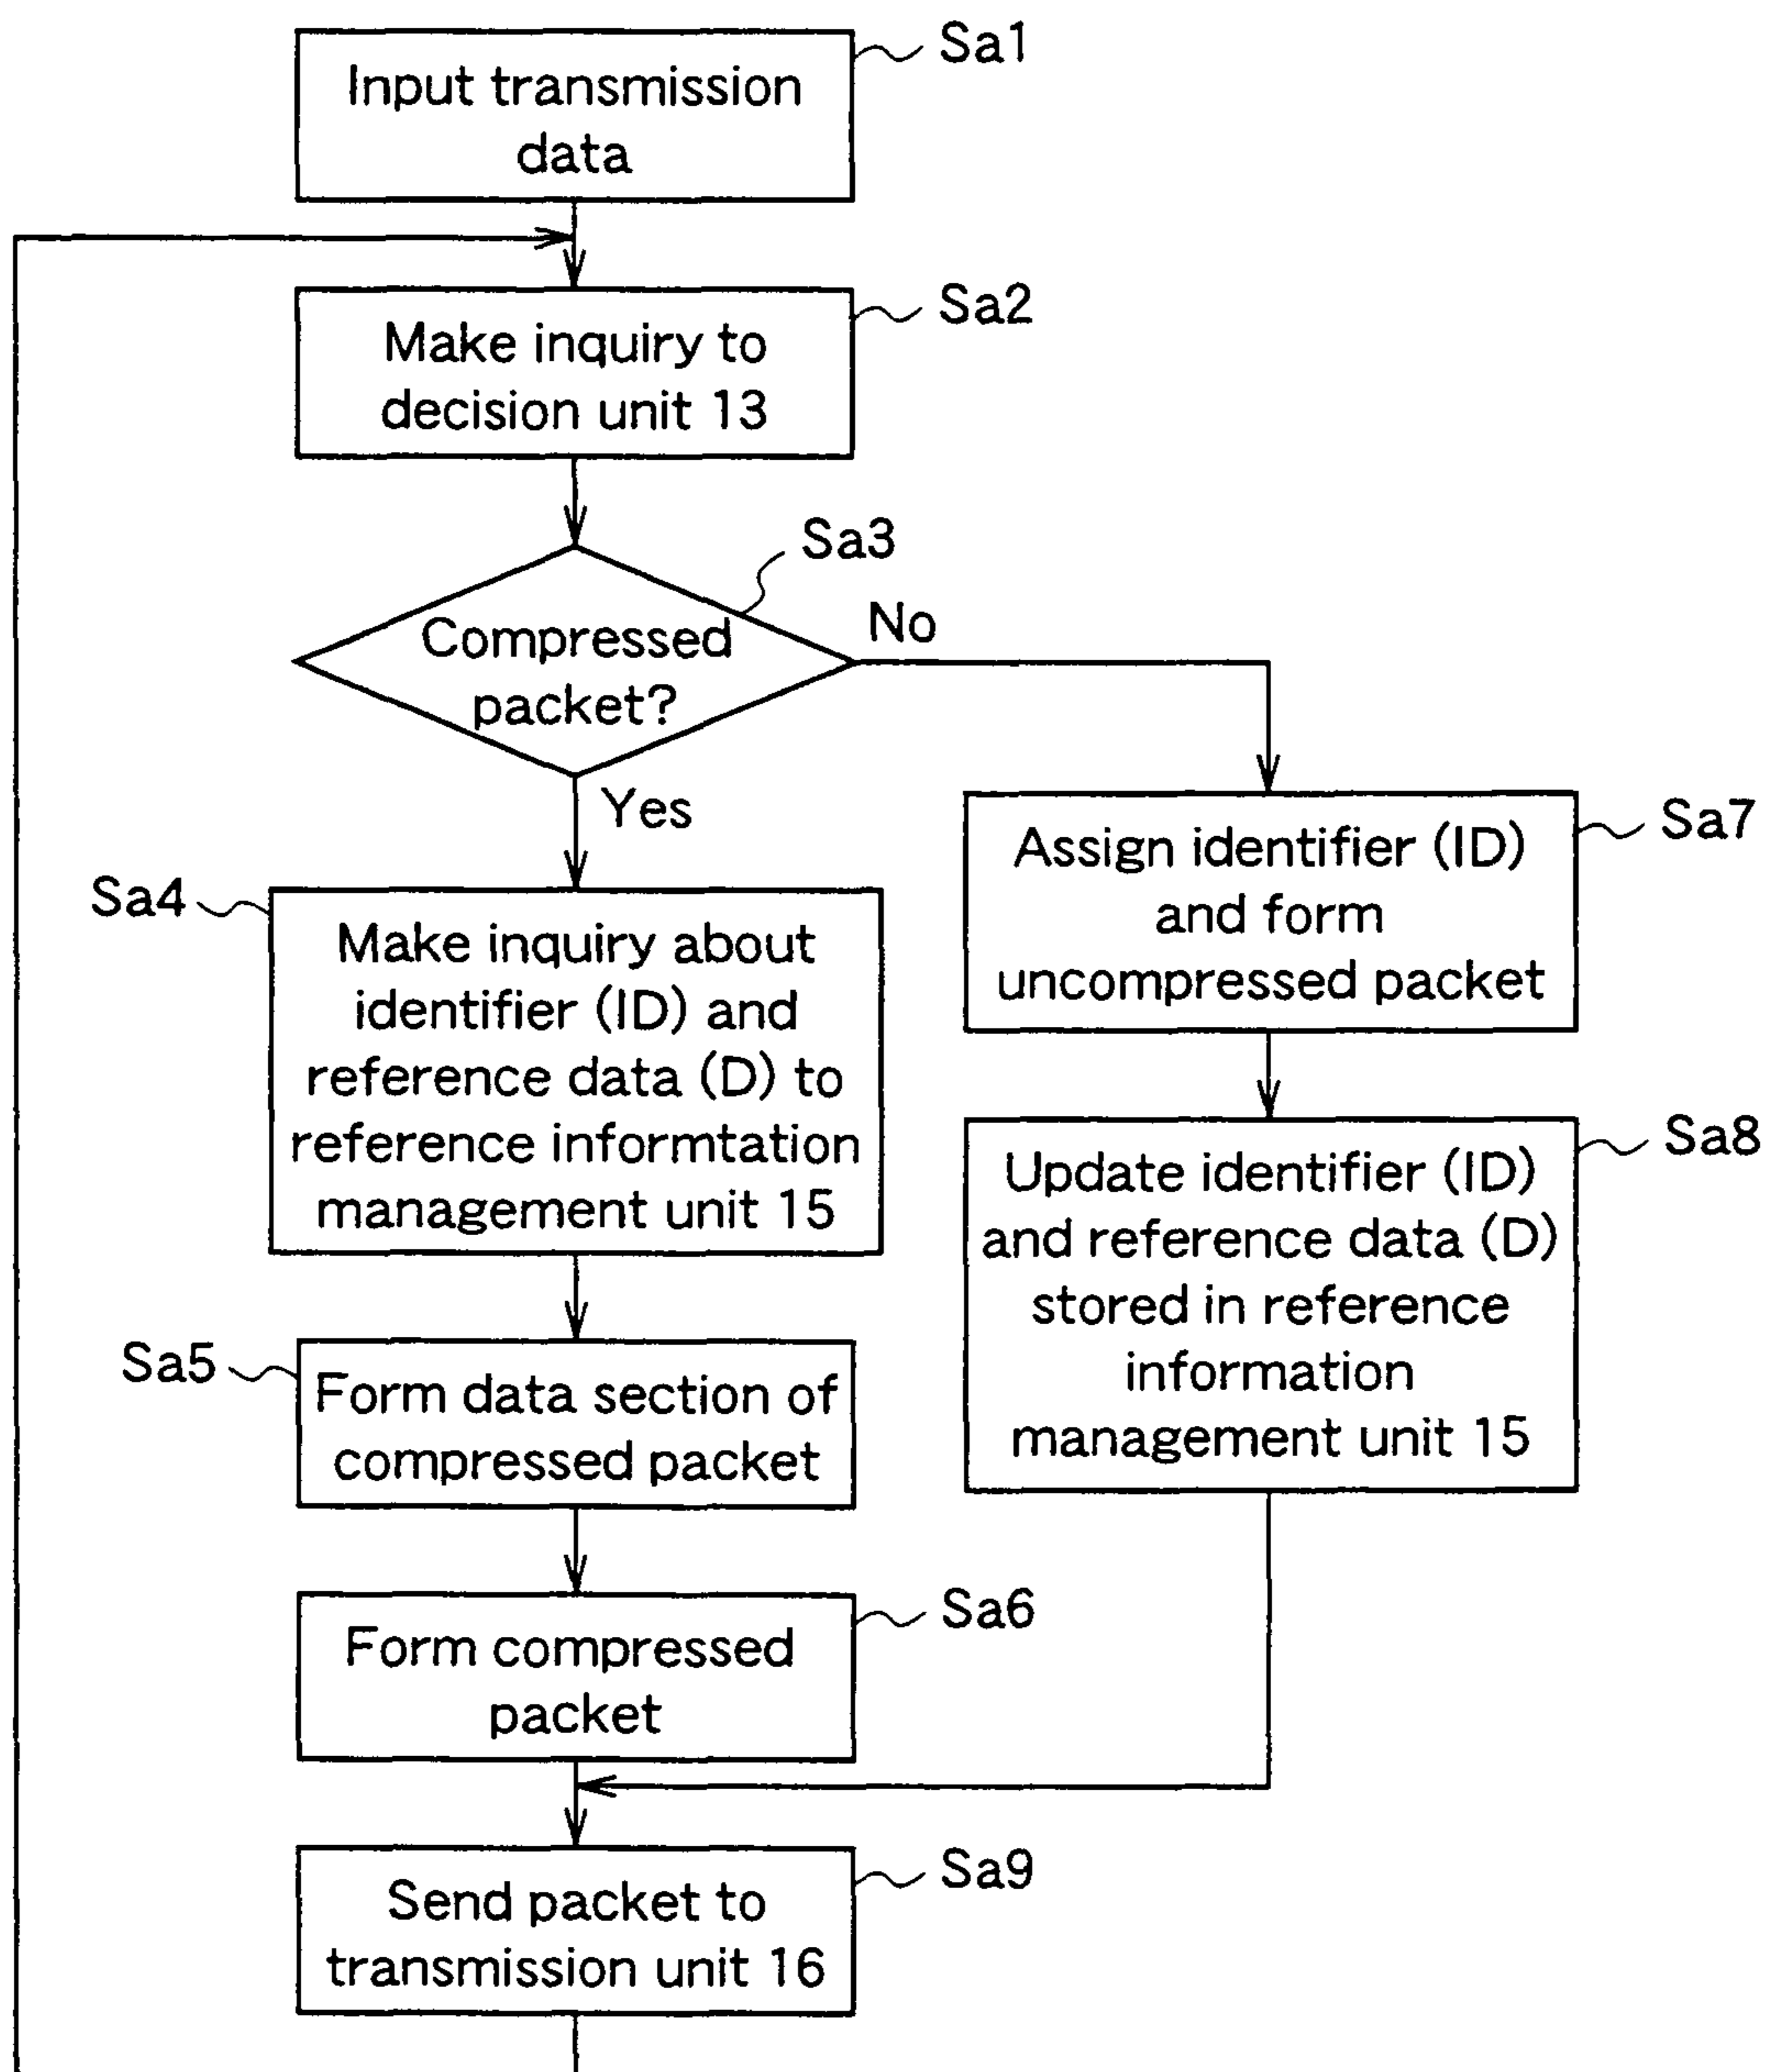 Sa1
Input transmission
data
Sa2
Make inquiry to
decision unit 13
Sa3
Compressed
packet?
No
Yes
Sa4
Make inquiry about
identifier (ID) and
reference data (D) to
reference informtation
management unit 15
Sa7
Assign identifier (ID)
and form
uncompressed packet
Sa8
Update identifier (ID)
and reference data (D)
stored in reference
information
management unit 15
Sa5
Form data section of
compressed packet
Sa6
Form compressed
packet
Sa9
Send packet to
transmission unit 16